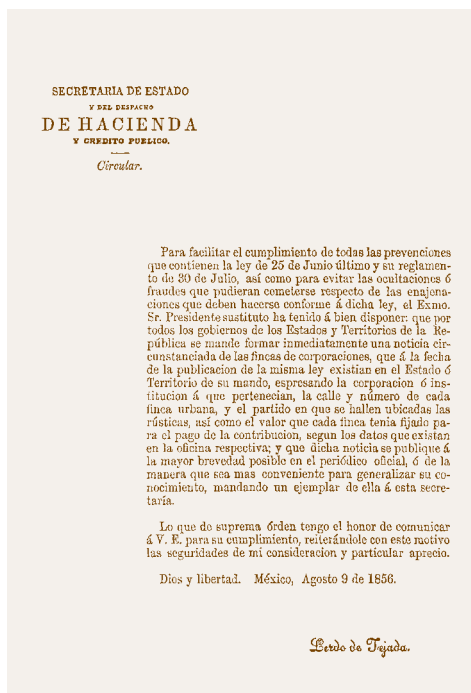 SECRETARIA DE ESTADO
Y DEL DESPACHO
DE HACIENDA
Y CREDITO PUBLICO.
Circular.
Para facilitar el cumplimiento de todas las prevenciones
que contienen la ley de 25 de Junio último y su reglamen-
to de 30 de Julio, así como para evitar las ocultaciones ó
fraudes que pudieran cometerse respecto de las enajena-
ciones que deben hacerse conforme á dicha ley, el Exmo.
Sr. Presidente sustituto ha tenido á bien disponer: que por
todos los gobiernos de los Estados y Territorios de la Re-
pública se mande formar inmediatamente una noticia cir-
cunstanciada de las fincas de corporaciones, que á la fecha
de la publicacion de la misma ley existian en el Estado ó
Territorio de su mando, espresando la corporacion ó ins-
titucion á que pertenecian, la calle y número de cada
finca urbana, y el partido en que se hallen ubicadas las
rústicas, así como el valor que cada finca tenia fijado pa-
ra el pago de la contribucion, segun los datos que existan
en la oficina respectiva; y que dicha noticia se publique á
la mayor brevedad posible en el periódico oficial, ó de la
manera que sea mas conveniente para generalizar su co-
nocimiento, mandando un ejemplar de ella á esta secre-
taría.
Lo que de suprema órden tengo el honor de comunicar
á V. E. para su cumplimiento, reiterándole con este motivo
las seguridades de mi consideracion y particular aprecio.
Dios y libertad. México, Agosto 9 de 1856.
Lerdo de Tejada.